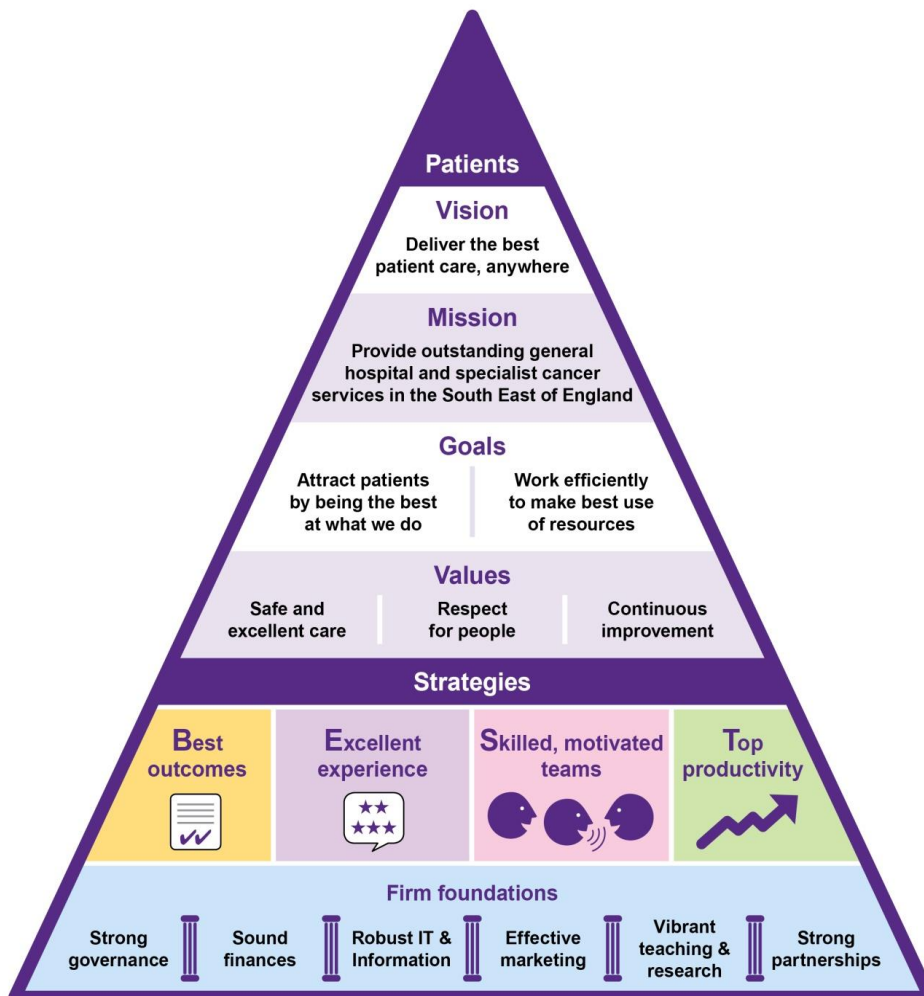 Patients
Vision
Deliver the best
patient care, anywhere
Mission
Provide outstanding general
hospital and specialist cancer
services in the South East of England
Goals
Attract patients
by being the best
at what we do
Work efficiently
to make best use
of resources
Values
Safe and
excellent care
Respect
for people
Continuous
improvement
Strategies
Best
outcomes
Excellent
experience
Skilled, motivated
teams
Top
productivity
Firm foundations
Strong
governance
Sound
finances
Robust IT &
Information
Effective
marketing
Vibrant
teaching &
research
Strong
partnerships